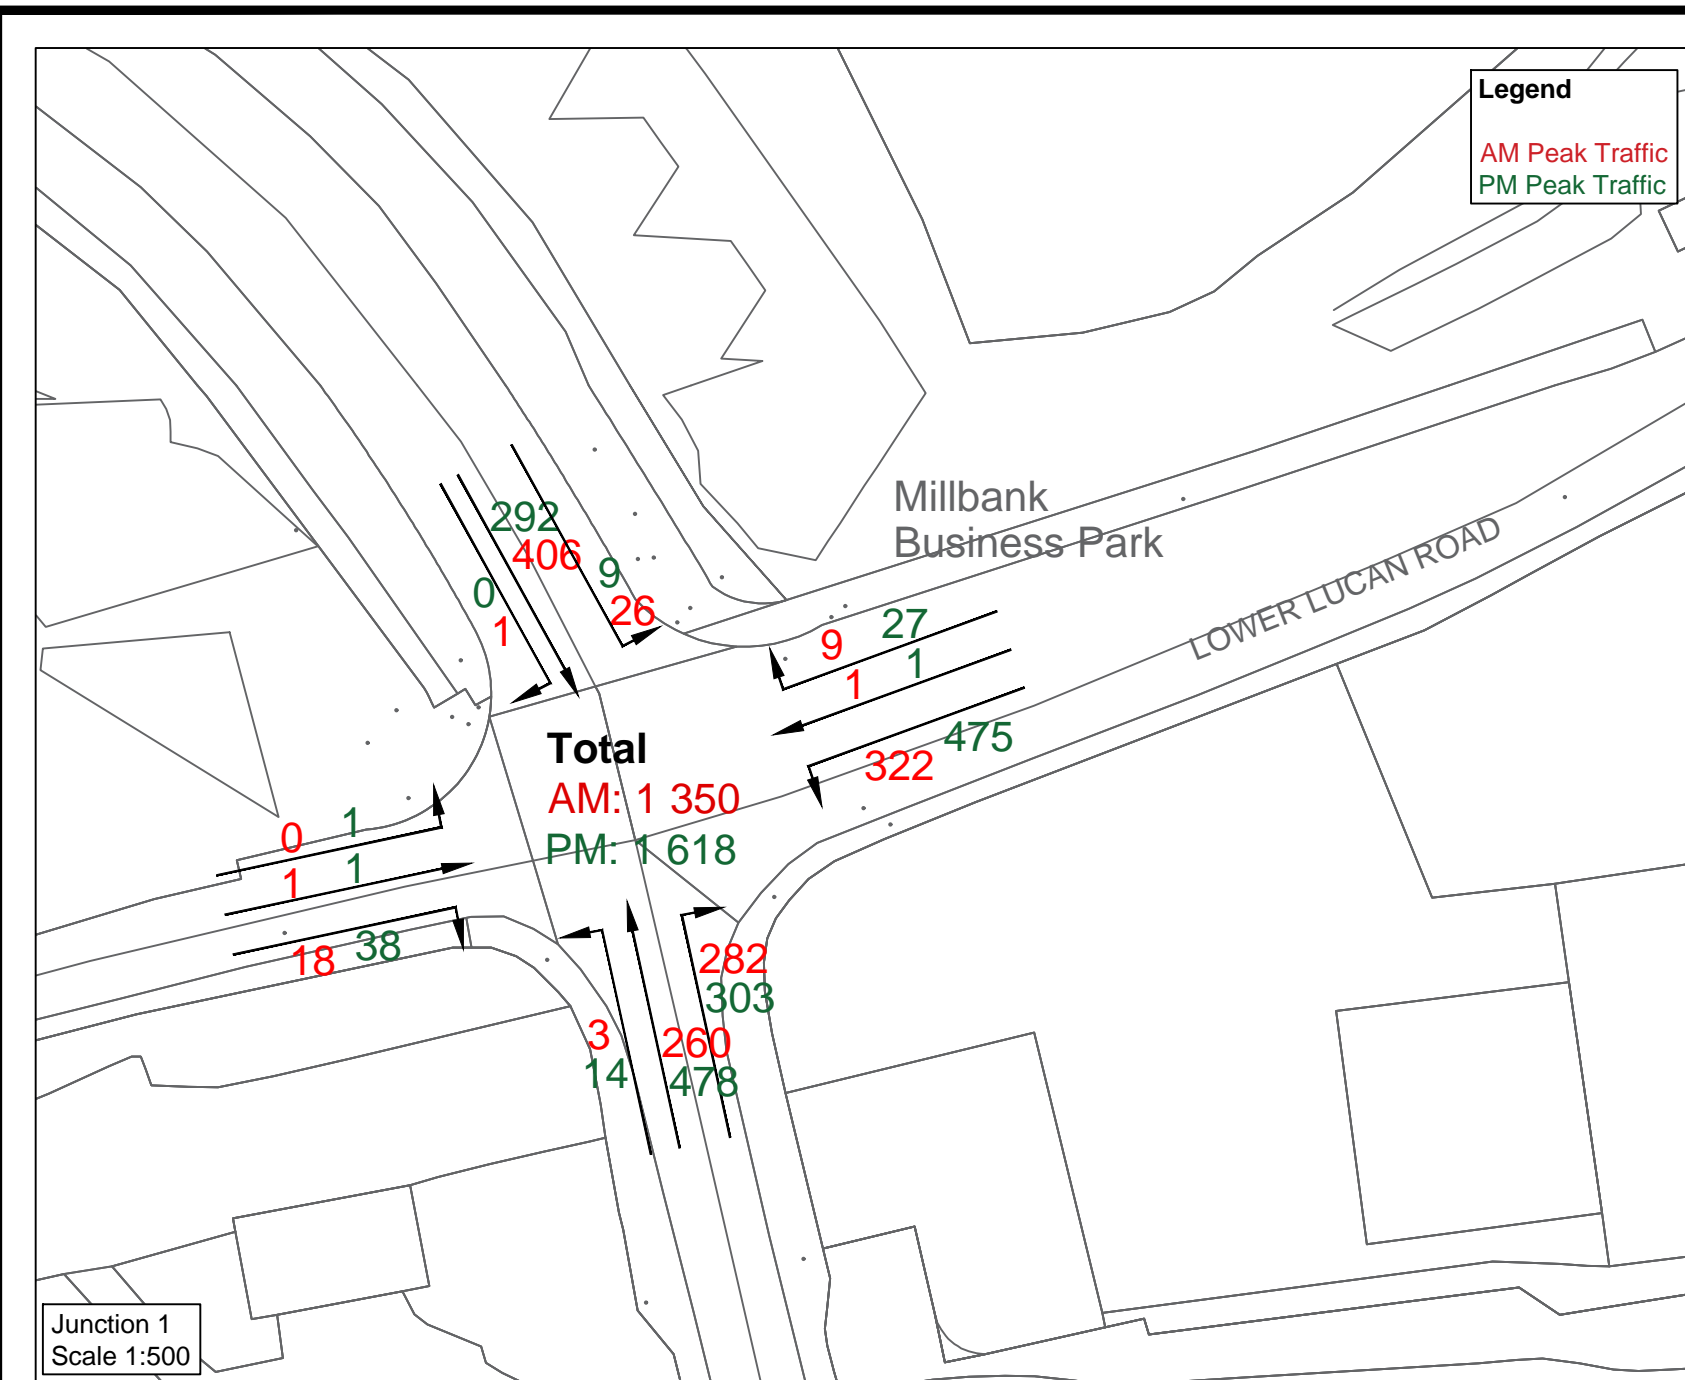 Legend
AM Peak Traffic
PM Peak Traffic
Millbank
Business Park
LOWER LUCAN ROAD
292
406
9
26
0
1
9 27
1 1
475
322
Total
AM: 1 350
PM: 1 618
0 1
1 1
18 38
282
303
3
14
260
478
Junction 1
Scale 1:500